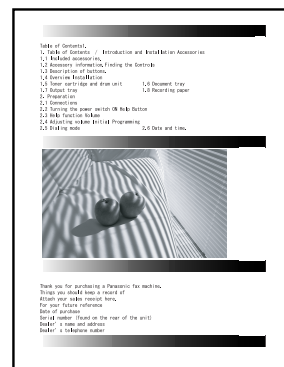 Table of Contents1.
1. Table of Contents / Introduction and Installation Accessories
1.1 Included accessories.
1.2 Accessory information.Finding the Controls
1.3 Description of buttons.
1.4 Overview Installation
1.5 Toner cartridge and drum unit 1.6 Document tray
1.7 Output tray 1.8 Recording paper
2. Preparation
2.1 Connections
2.2 Turning the power switch ON Help Button
2.3 Help function Volume
2.4 Adjusting volume Initial Programming
2.5 Dialing mode 2.6 Date and time.
Thank you for purchasing a Panasonic fax machine.
Things you should keep a record of
Attach your sales receipt here.
For your future reference
Date of purchase
Serial number (found on the rear of the unit)
Dealer's name and address
Dealer's telephone number